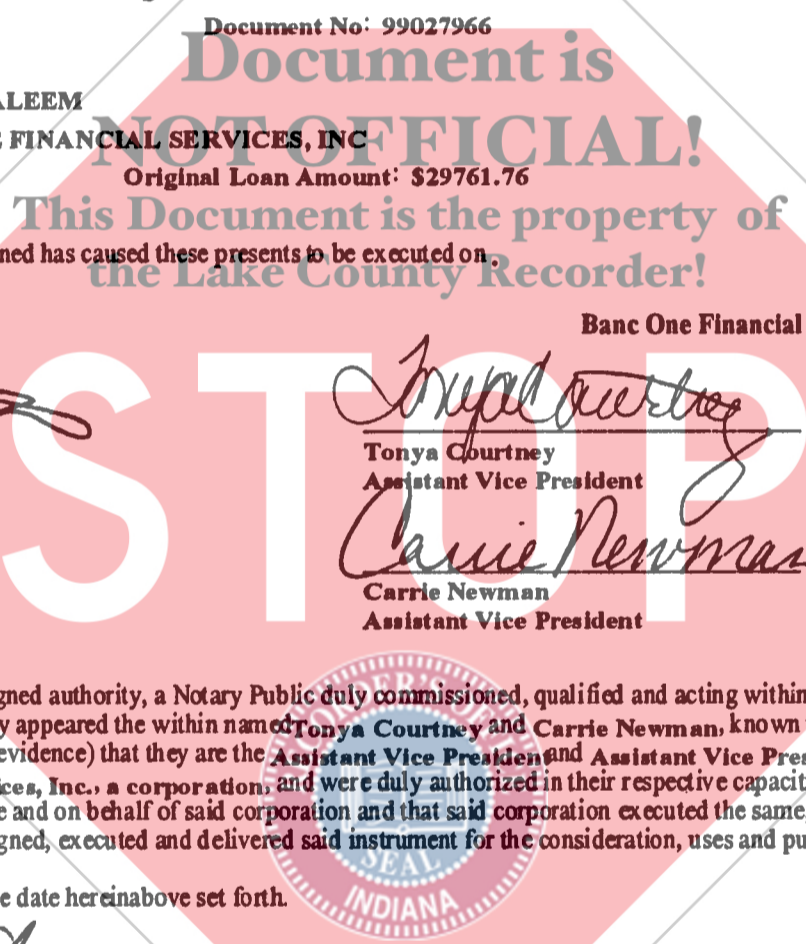 Document No: 99027966
Document is
ALEEM
NOT OFFICIAL!
FINANCIAL SERVICES, INC
Original Loan Amount: $29761.76
This Document is the property of
ned has caused these presents to be executed on.
the Lake County Recorder!
Banc One Financial
STOP
Tonya Courtney
Tonya Courtney
Assistant Vice President
Carrie Newman
Carrie Newman
Assistant Vice President
gned authority, a Notary Public duly commissioned, qualified and acting within
y appeared the within named Tonya Courtney and Carrie Newman, known
evidence) that they are the Assistant Vice President and Assistant Vice Pres
ces, Inc., a corporation, and were duly authorized in their respective capacit
e and on behalf of said corporation and that said corporation executed the same,
gned, executed and delivered said instrument for the consideration, uses and pu
SEAL
e date hereinabove set forth.
INDIANA